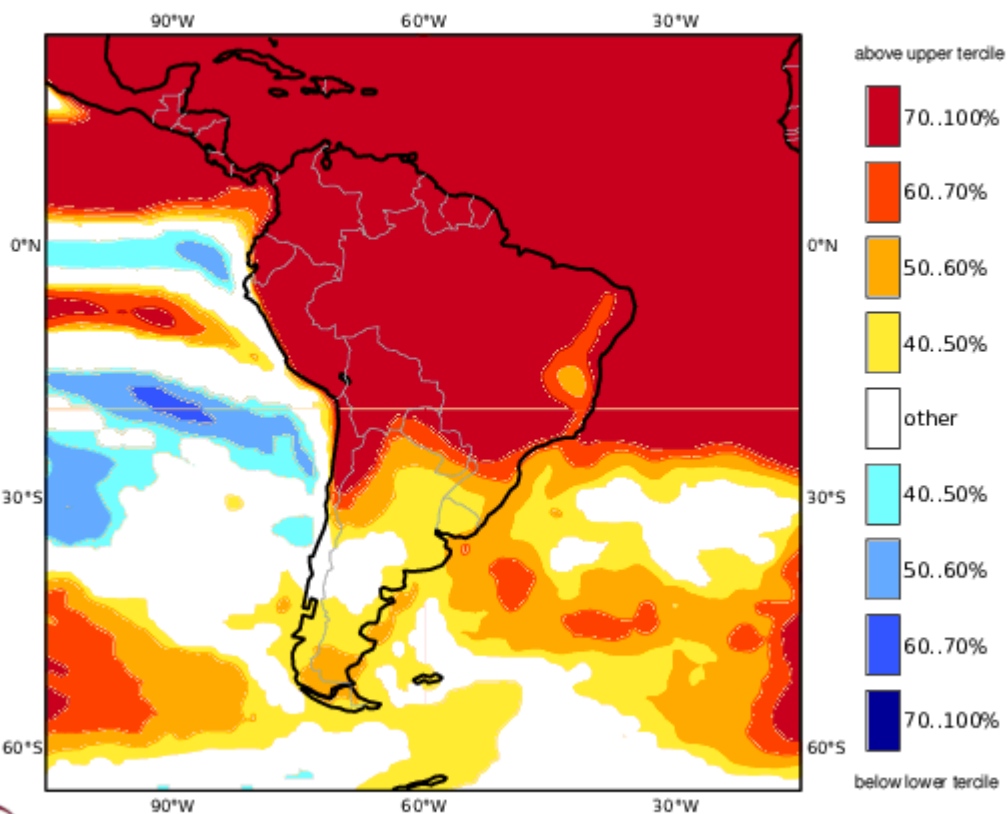 90°W 60°W 30°W
above upper tercile
70..100%
60..70%
50..60%
40..50%
other
40..50%
50..60%
60..70%
70..100%
below lower tercile
0°N 0°N
30°S 30°S
0
60°S 60°S
90°W 60°W 30°W